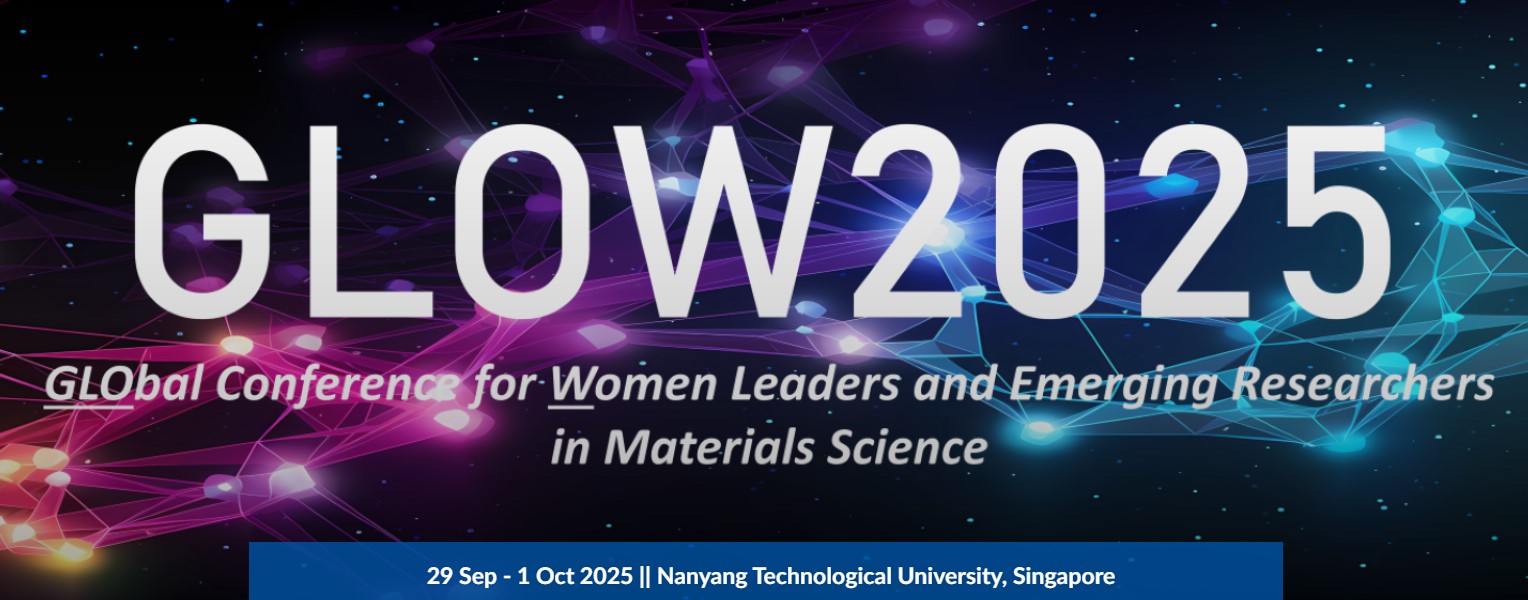 GLOW2025
GLObal Conference for Women Leaders and Emerging Researchers
in Materials Science
29 Sep - 1 Oct 2025 || Nanyang Technological University, Singapore